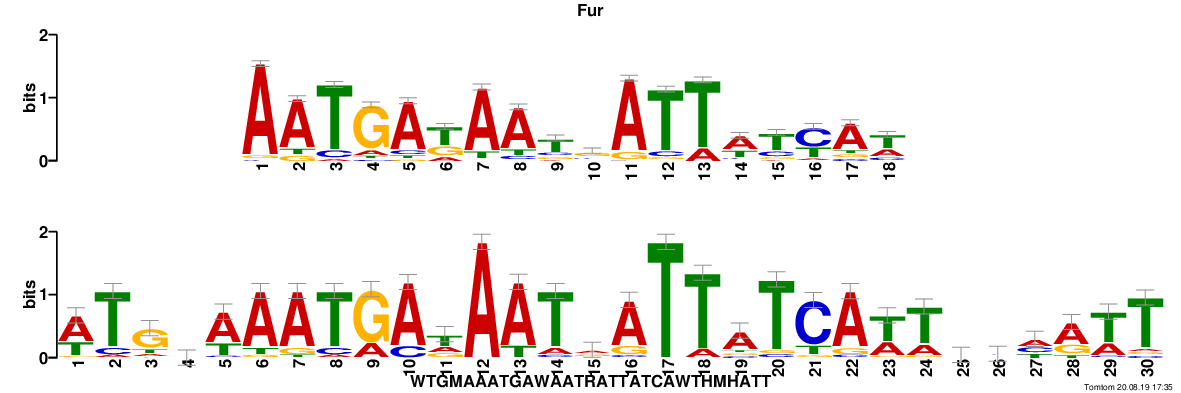 Fur
2
1
0
bits
AATGATAATGATTATCAT
1 2 3 4 5 6 7 8 9 10 11 12 13 14 15 16 17 18
2
1
0
bits
1 2 3 4 5 6 7 8 9 10 11 12 13 14 15 16 17 18 19 20 21 22 23 24 25 26 27 28 29 30
WTGMAAATGAWAATRATTATCAWTHMHATT
Tomtom 20.08.19 17:35